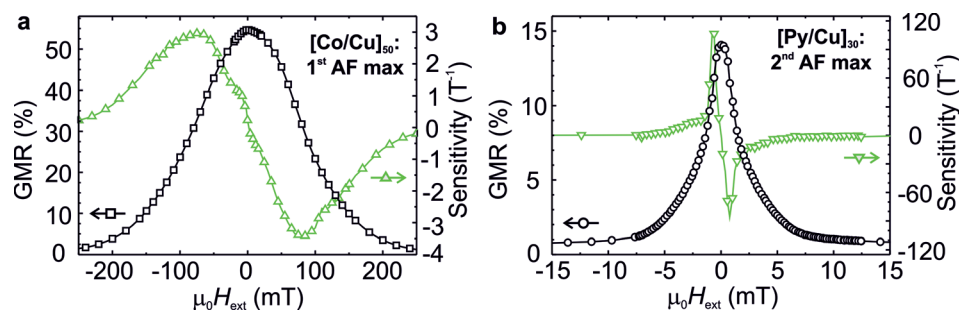 a
[Co/Cu]50:
1st AF max
GMR (%)
50
40
30
20
10
0
Sensitivity (T-1)
3
2
1
0
-1
-2
-3
-4
-200
-100
0
100
200
μ0Hext (mT)
b
[Py/Cu]30:
2nd AF max
GMR (%)
15
10
5
0
Sensitivity (T-1)
120
60
0
-60
-120
-15
-10
-5
0
5
10
15
μ0Hext (mT)